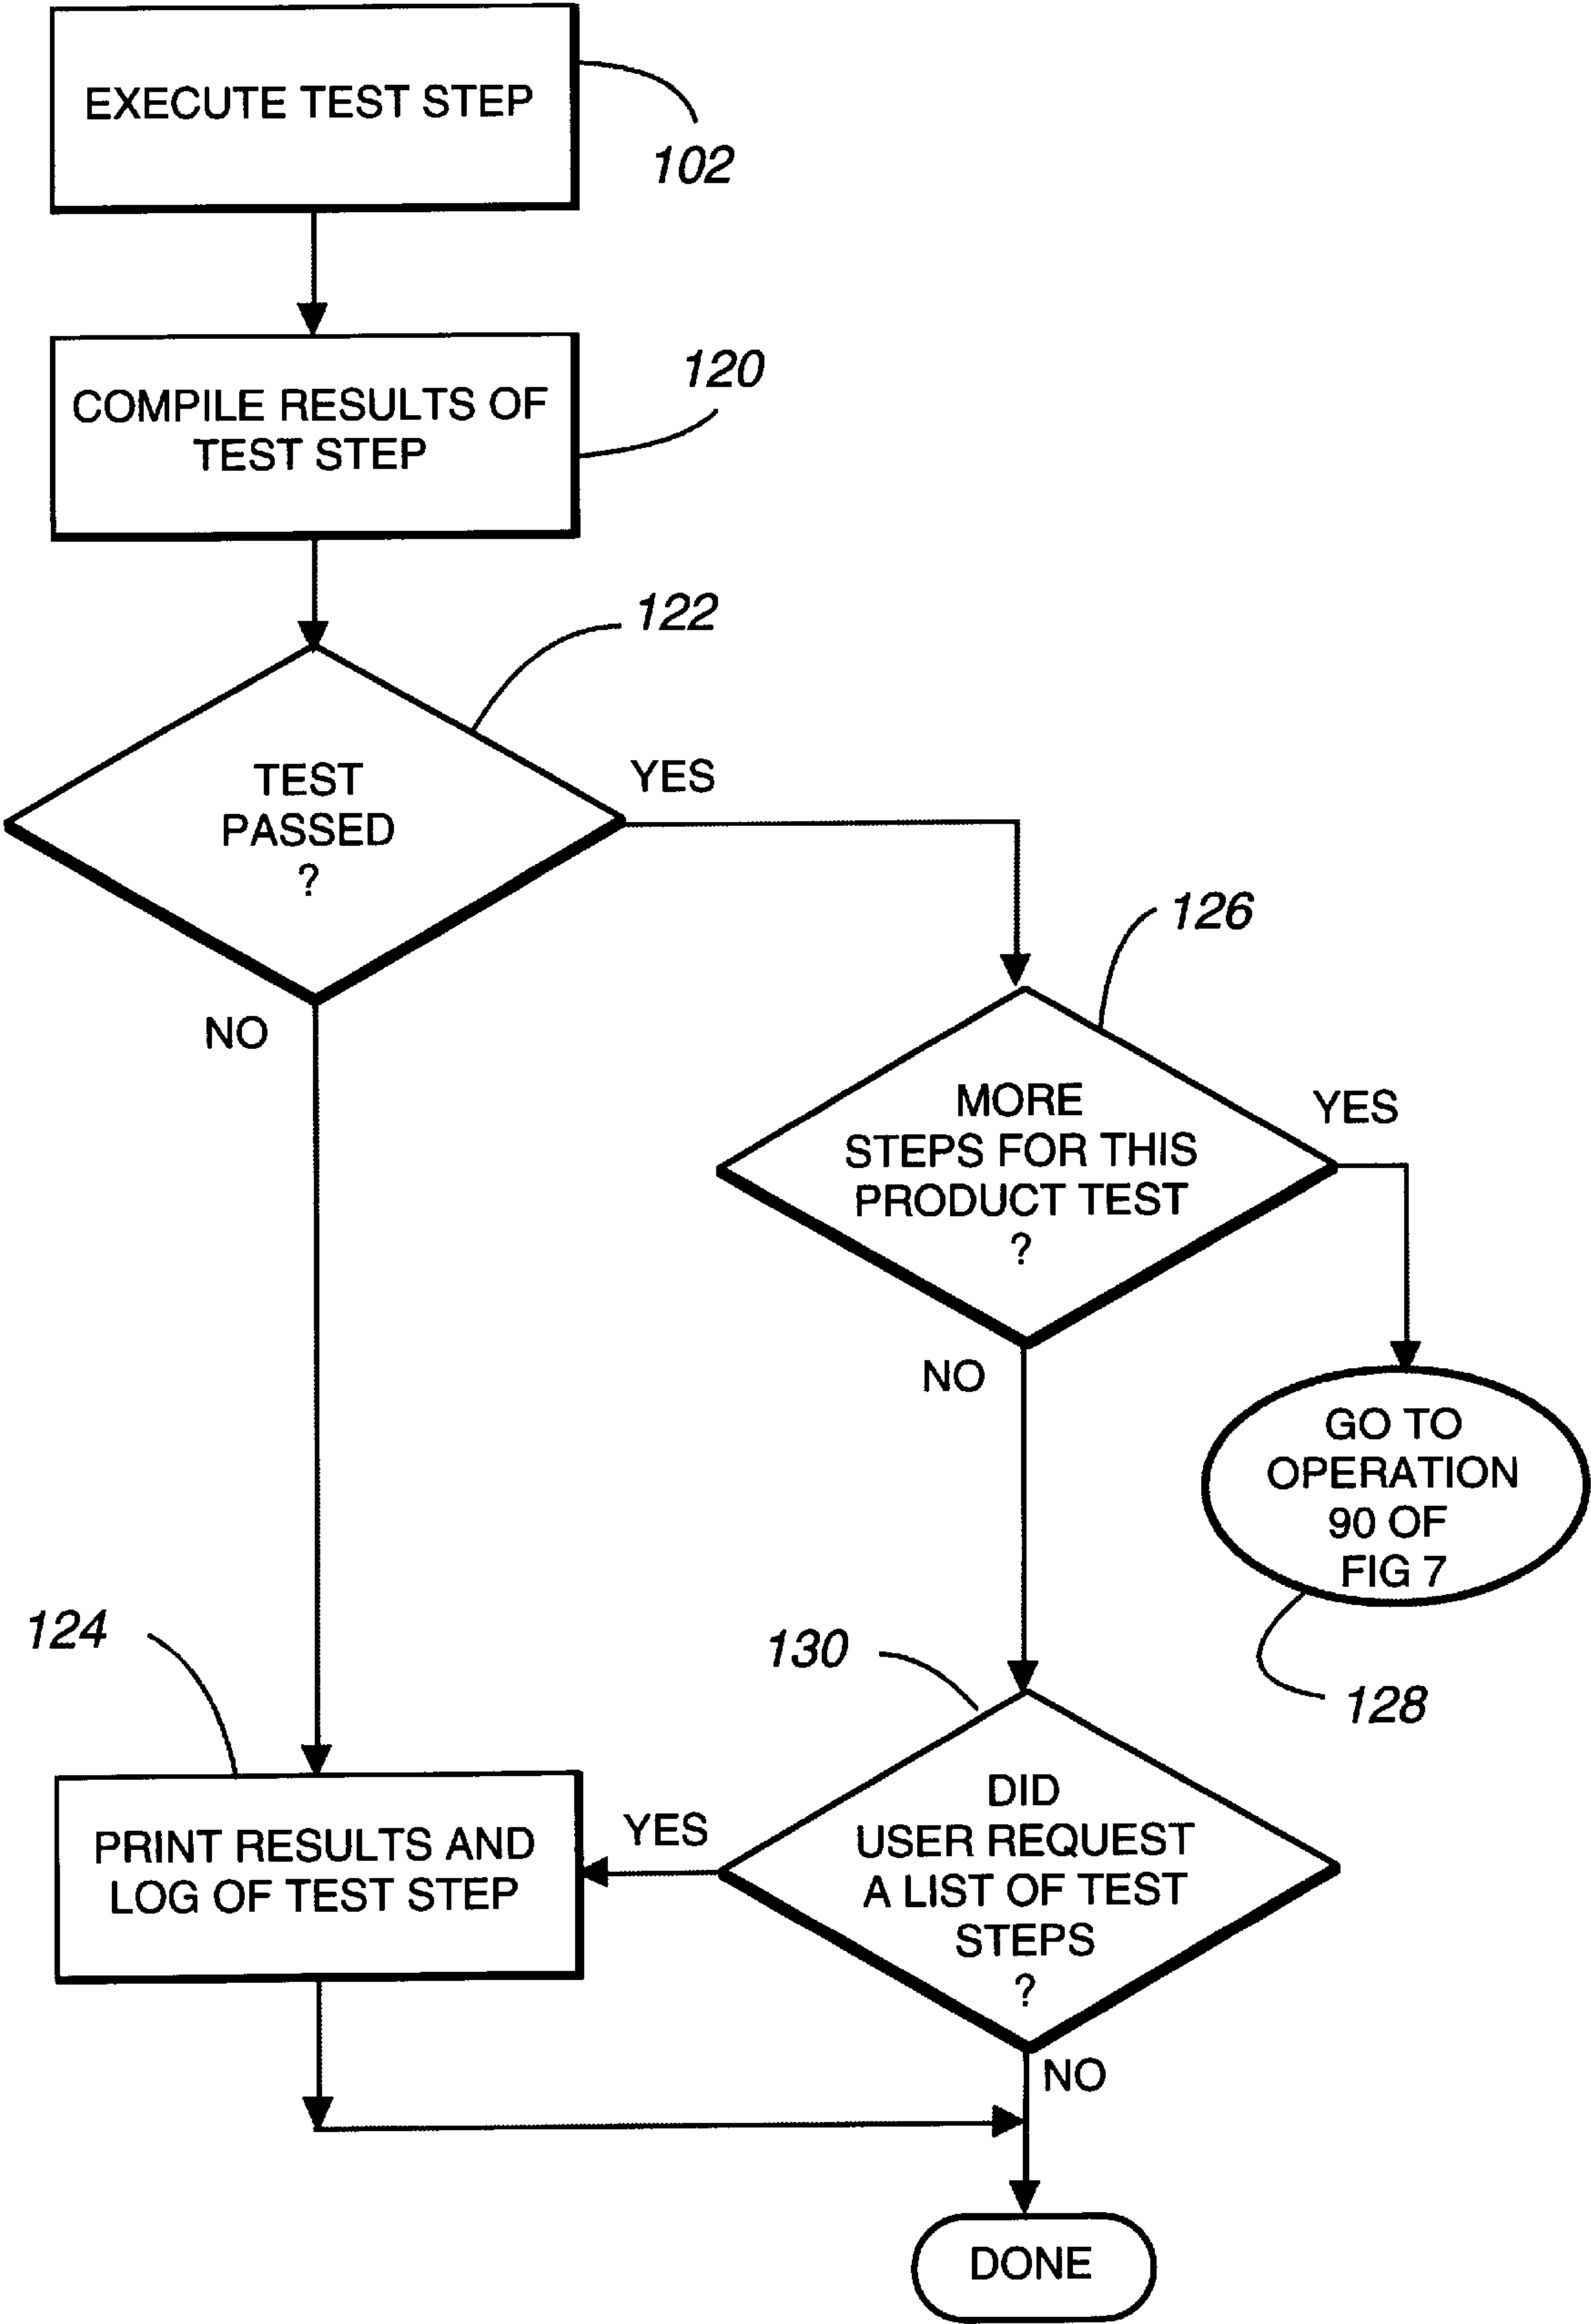 EXECUTE TEST STEP
102
COMPILE RESULTS OF
TEST STEP
120
122
TEST
PASSED
?
YES
NO
126
MORE
STEPS FOR THIS
PRODUCT TEST
?
YES
NO
GO TO
OPERATION
90 OF
FIG 7
128
124
130
PRINT RESULTS AND
LOG OF TEST STEP
YES
DID
USER REQUEST
A LIST OF TEST
STEPS
?
NO
DONE